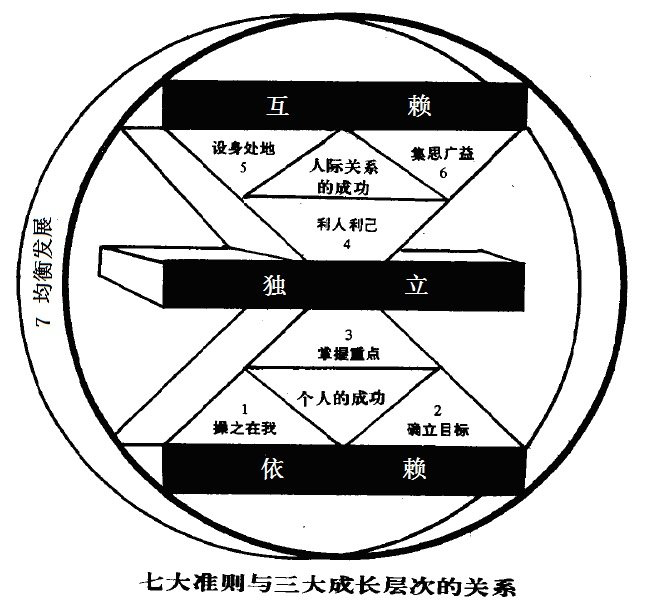 互 赖
设身处地
5
人际关系
的成功
集思广益
6
利人利己
4
7 均衡发展
独 立
3
掌握重点
个人的成功
1
操之在我
2
确立目标
依 赖
七大准则与三大成长层次的关系